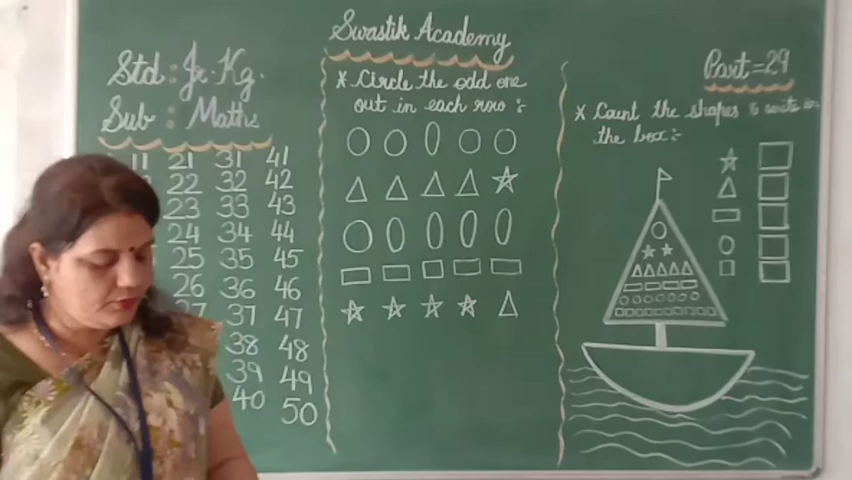 Swastik Academy
Std : Jr. Kg.
Sub : Maths
11 21 31 41
22 32 42
23 33 43
24 34 44
25 35 45
26 36 46
27 37 47
38 48
39 49
40 50
* Circle the odd one
out in each row :-
Part = 29
* Count the shapes & write in
the box :-